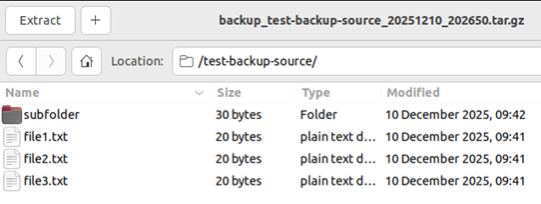 Extract + backup_test-backup-source_20251210_202650.tar.gz
Location: /test-backup-source/
Name Size Type Modified
subfolder 30 bytes Folder 10 December 2025, 09:42
file1.txt 20 bytes plain text d... 10 December 2025, 09:41
file2.txt 20 bytes plain text d... 10 December 2025, 09:41
file3.txt 20 bytes plain text d... 10 December 2025, 09:41